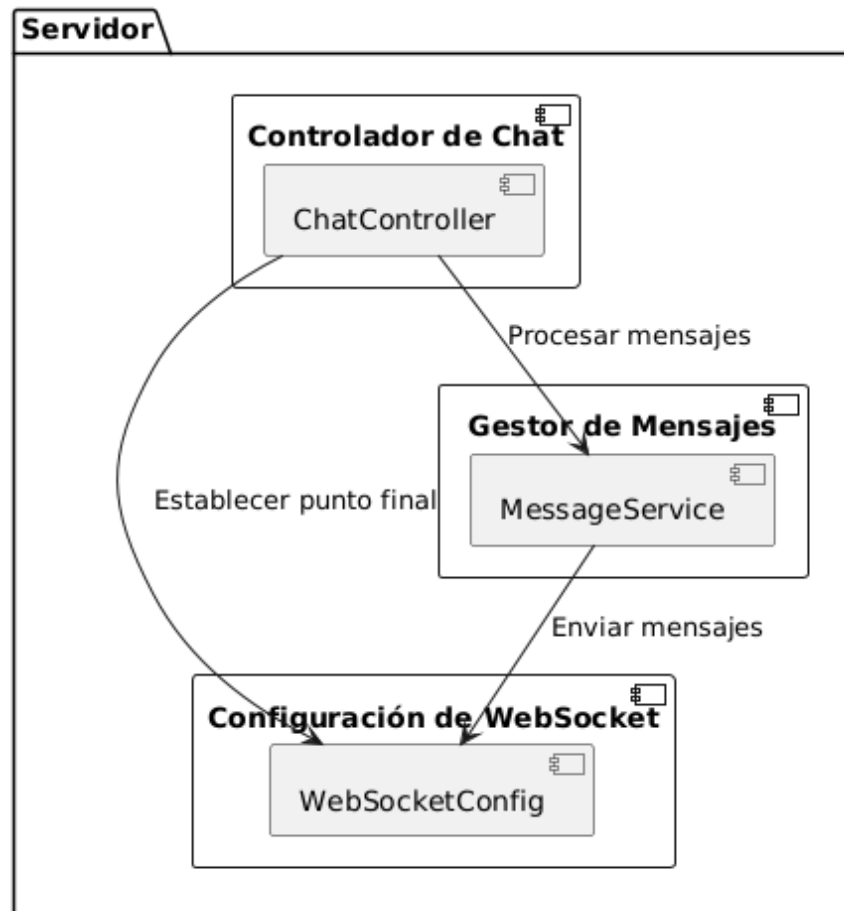 Servidor
Controlador de Chat
ChatController
Procesar mensajes
Gestor de Mensajes
Establecer punto final
MessageService
Enviar mensajes
Configuración de WebSocket
WebSocketConfig